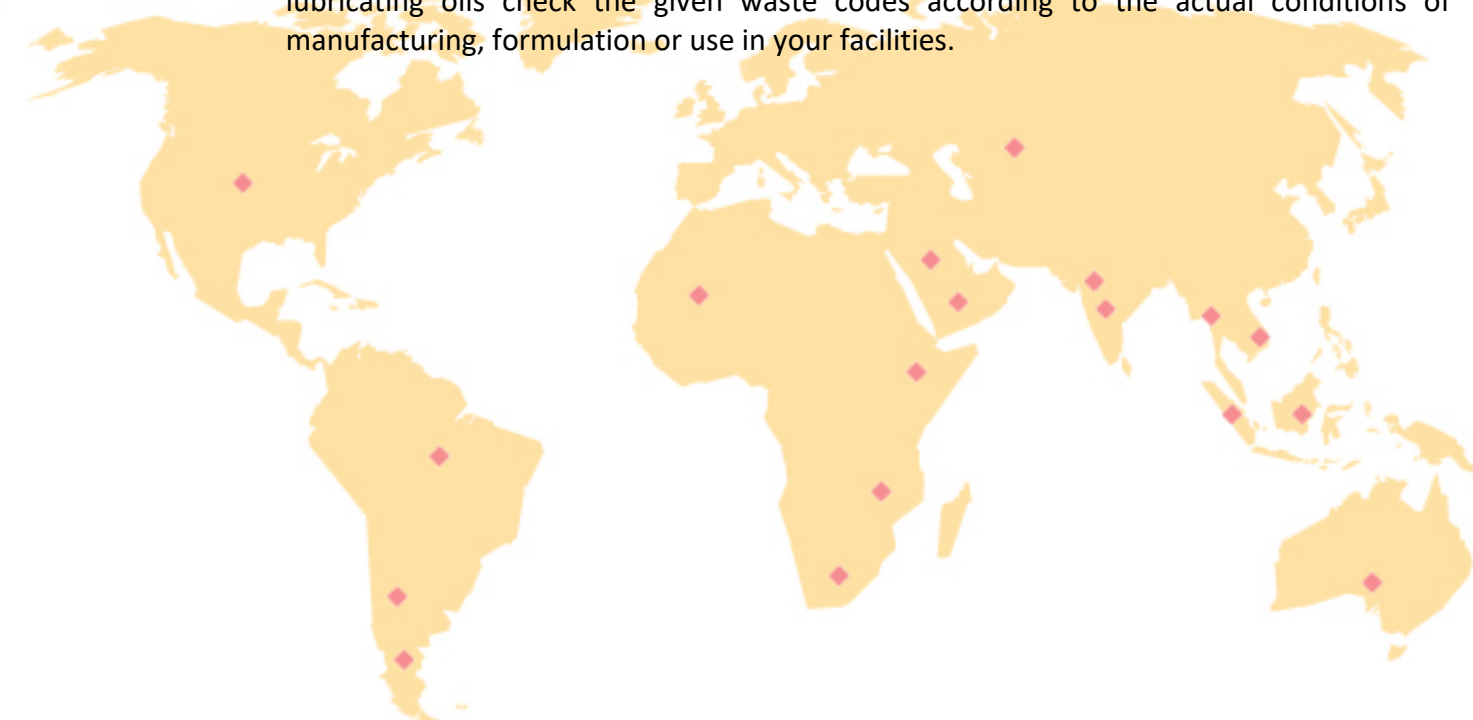 lubricating oils check the given waste codes according to the actual conditions of
manufacturing, formulation or use in your facilities.